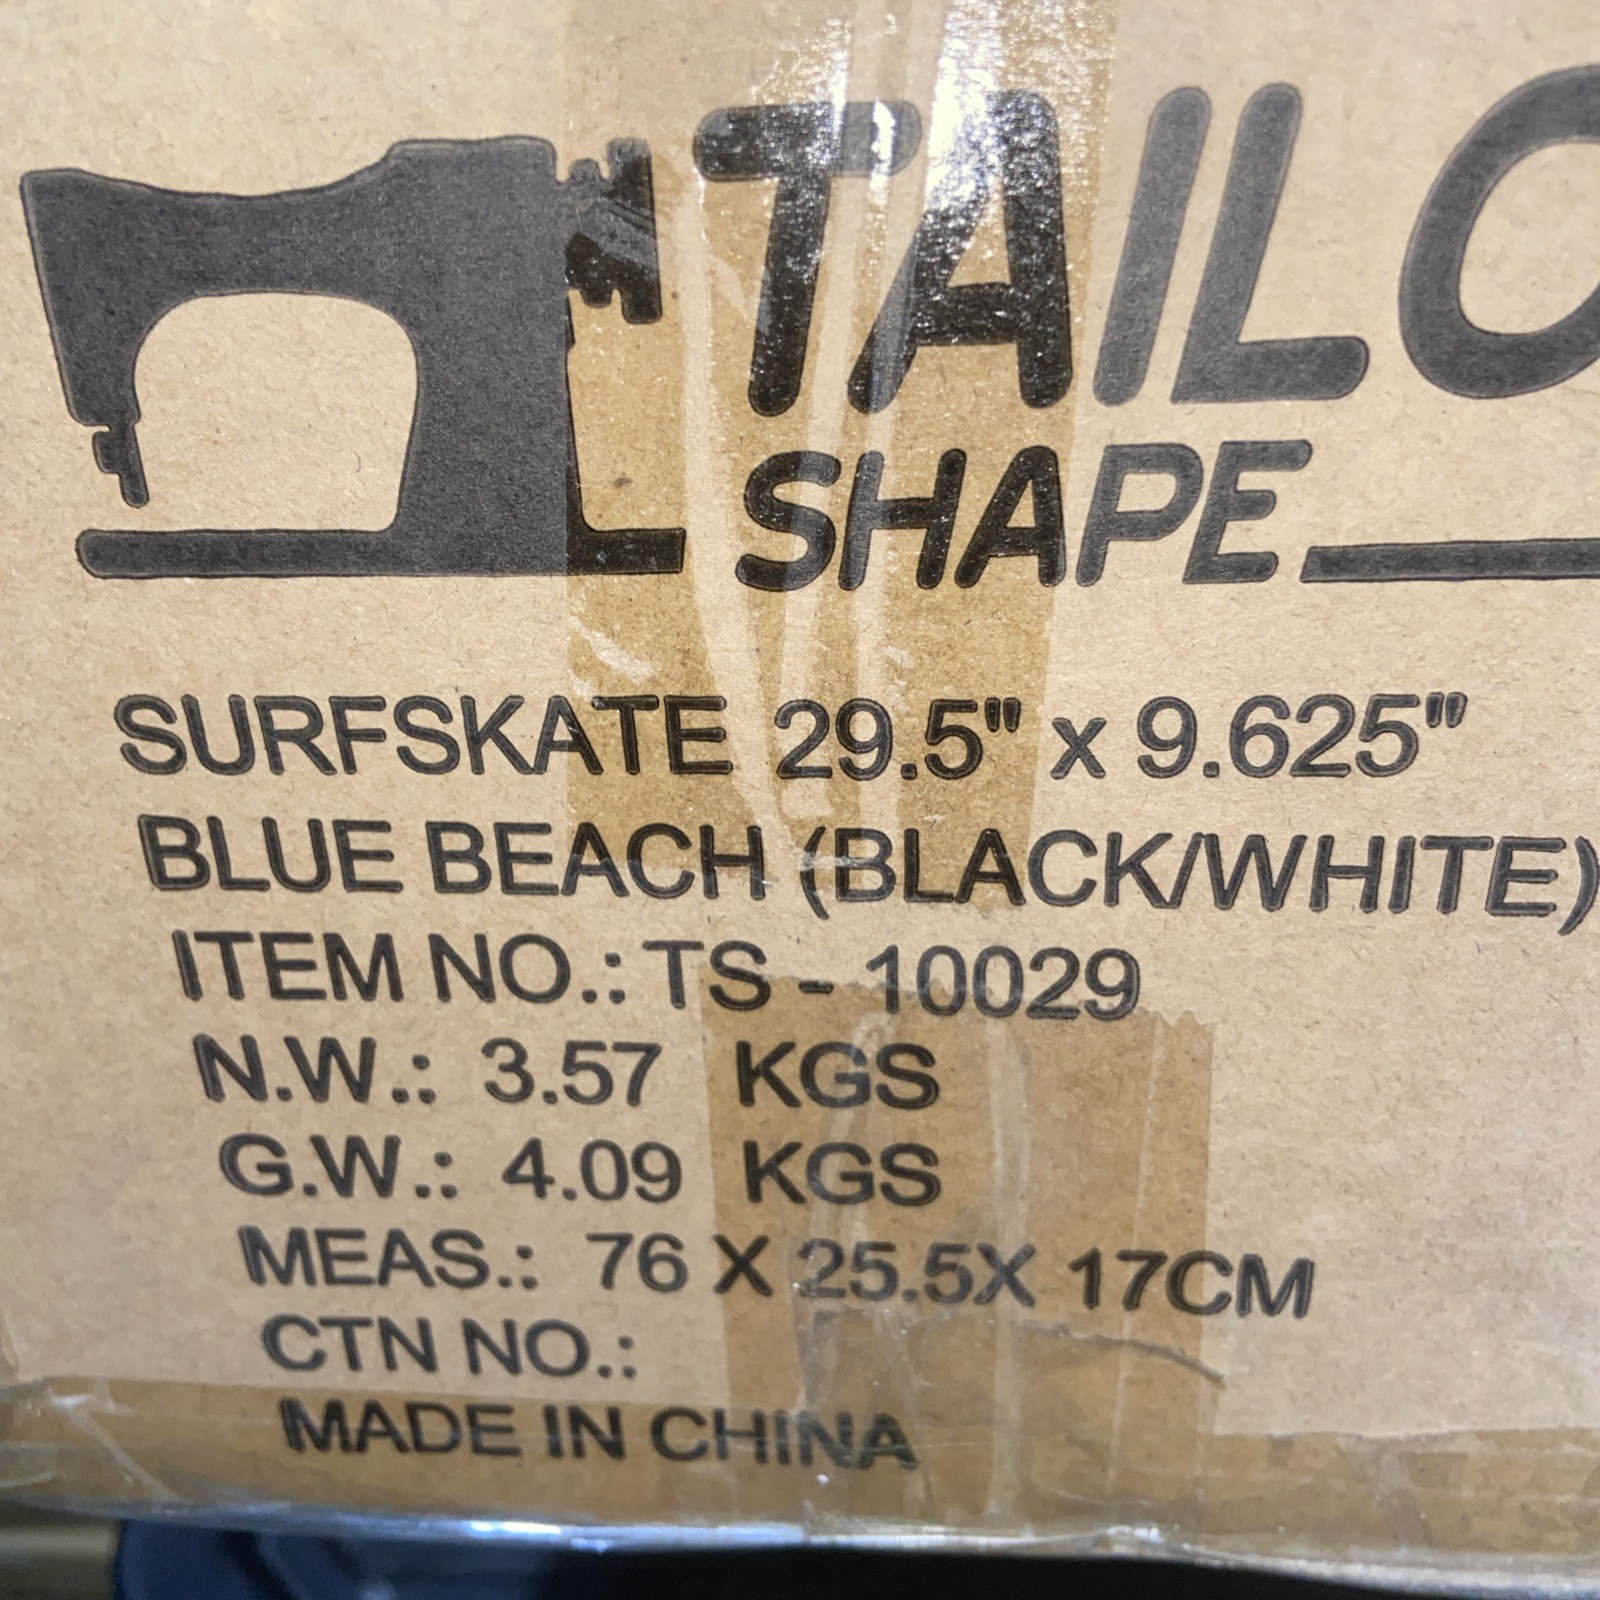 TAILO
SHAPE
SURFSKATE 29.5" x 9.625"
BLUE BEACH (BLACK/WHITE)
ITEM NO.: TS - 10029
N.W.: 3.57 KGS
G.W.: 4.09 KGS
MEAS.: 76 X 25.5X 17CM
CTN NO.:
MADE IN CHINA